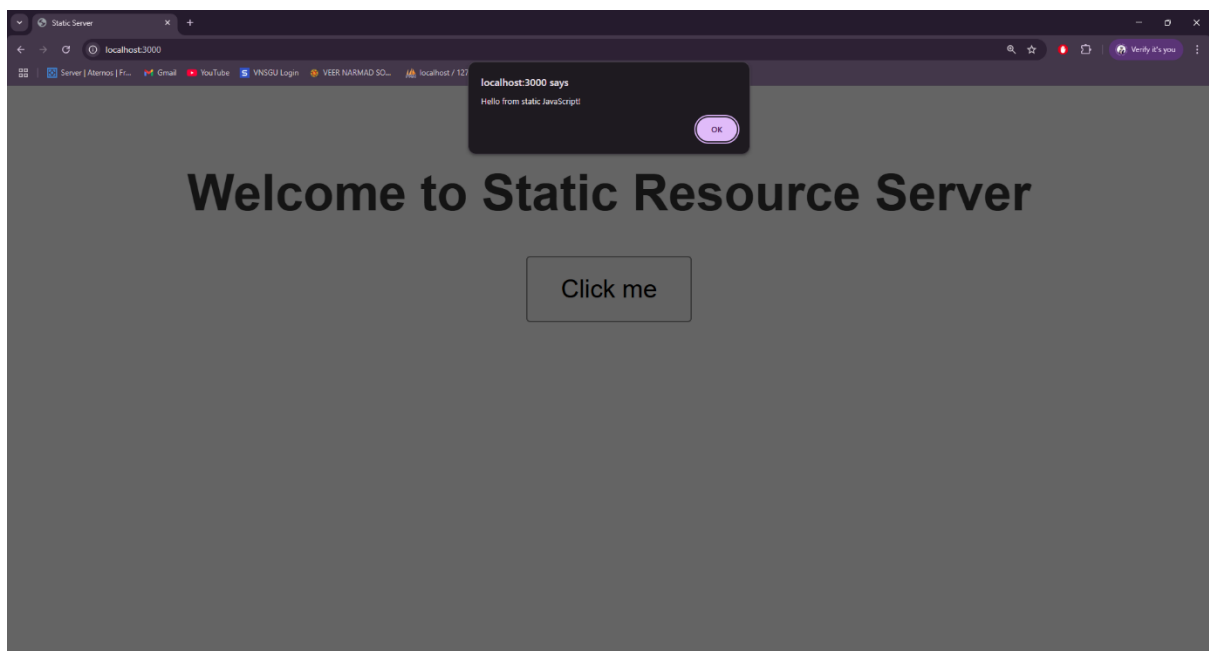 Static Server
localhost:3000
Verify it's you
Server | Aternos | Fr...
Gmail
YouTube
VNSGU Login
VEER NARMAD SO...
localhost / 127
localhost:3000 says
Hello from static JavaScript!
OK
Welcome to Static Resource Server
Click me